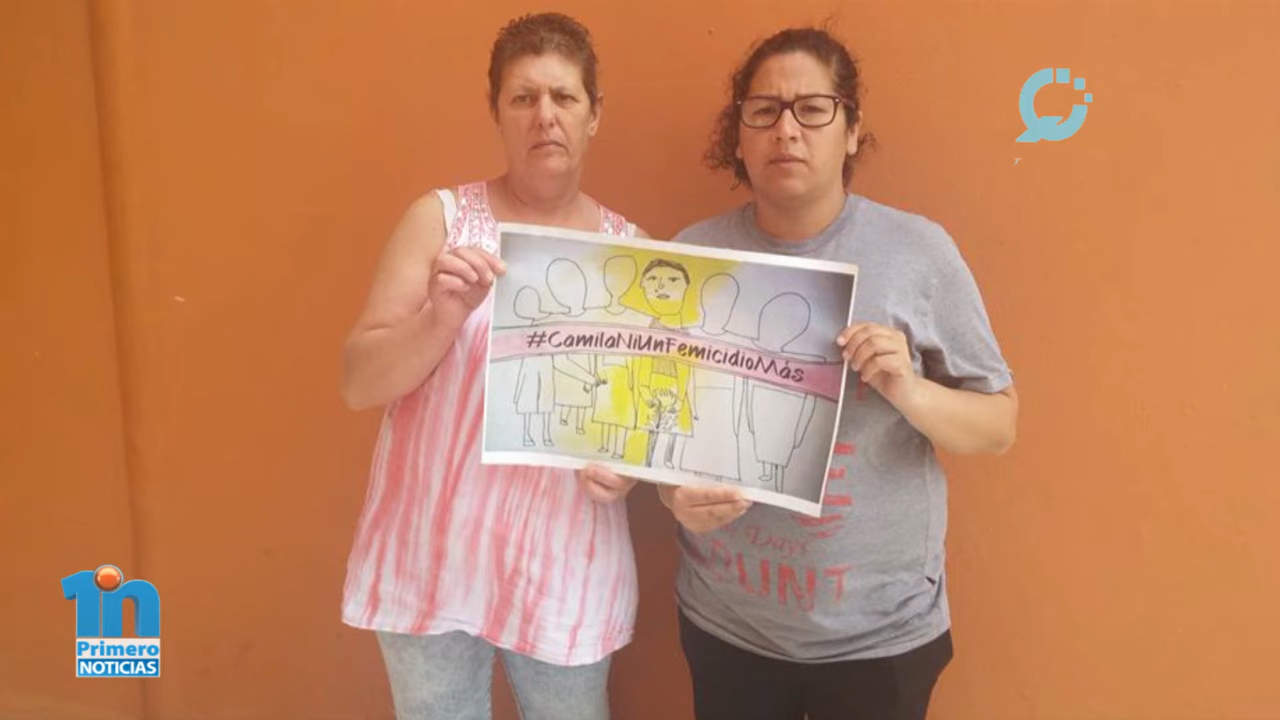 #CamilaNiUnFemicidioMás
Days
UNT
1n
Primero
NOTICIAS